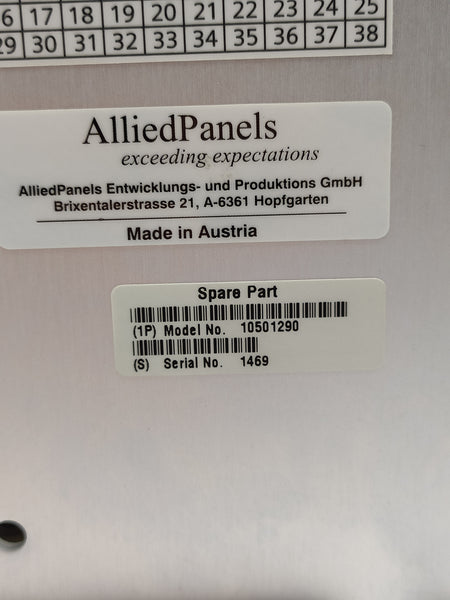 17 18 19 20 21 22 23 24 25
29 30 31 32 33 34 35 36 37 38
AlliedPanels
exceeding expectations
AlliedPanels Entwicklungs- und Produktions GmbH
Brixentalerstrasse 21, A-6361 Hopfgarten
Made in Austria
Spare Part
(1P) Model No. 10501290
(S) Serial No. 1469